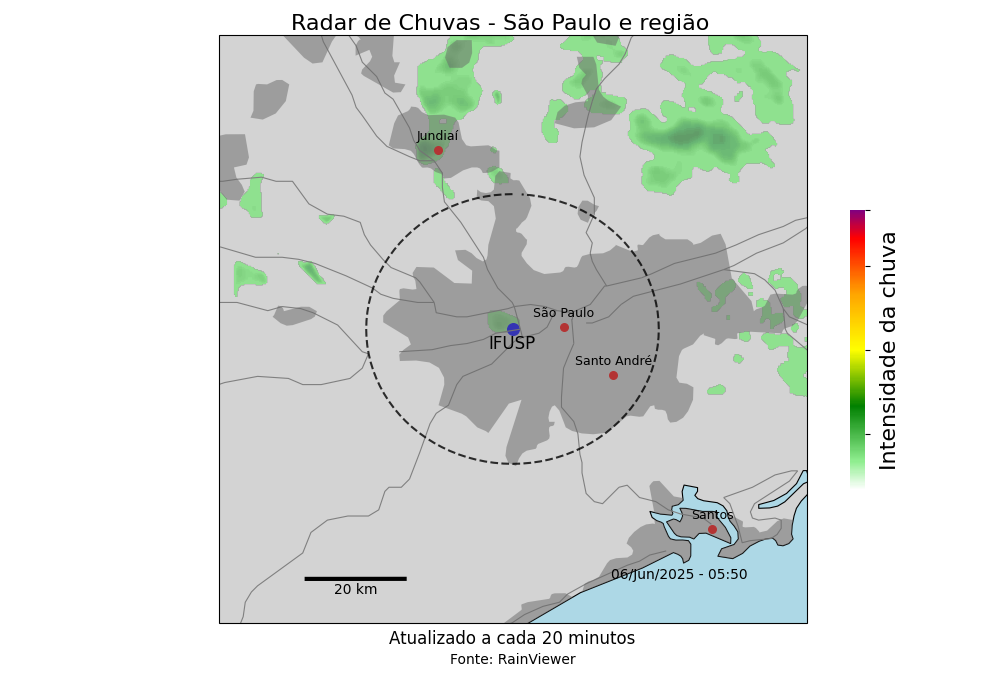 Radar de Chuvas - São Paulo e região
Jundiaí
São Paulo
IFUSP
Santo André
Santos
06/Jun/2025 - 05:50
20 km
Intensidade da chuva
Atualizado a cada 20 minutos
Fonte: RainViewer